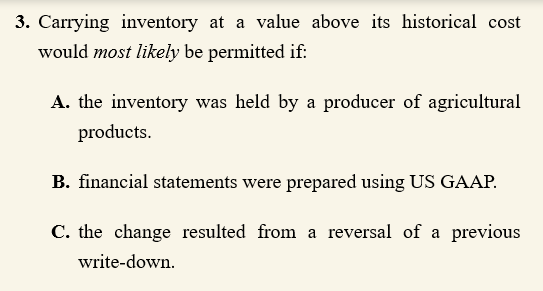 3. Carrying inventory at a value above its historical cost
would most likely be permitted if:
A. the inventory was held by a producer of agricultural
products.
B. financial statements were prepared using US GAAP.
C. the change resulted from a reversal of a previous
write-down.